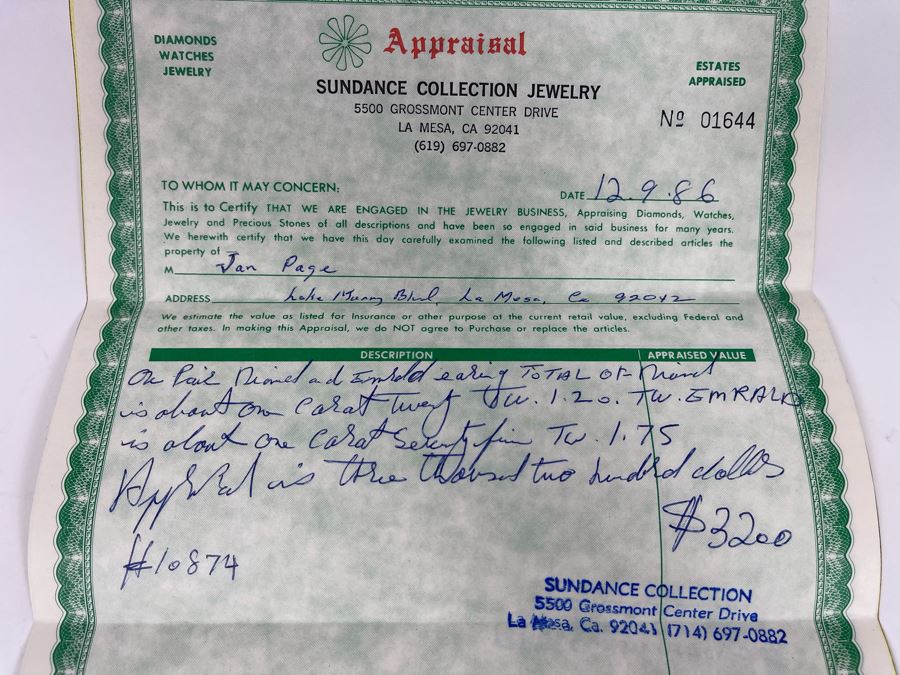 DIAMONDS
WATCHES
JEWELRY
Appraisal
ESTATES
APPRAISED
SUNDANCE COLLECTION JEWELRY
5500 GROSSMONT CENTER DRIVE
LA MESA, CA 92041
(619) 697-0882
Nº 01644
TO WHOM IT MAY CONCERN:
DATE 12.9.86
This is to Certify THAT WE ARE ENGAGED IN THE JEWELRY BUSINESS, Appraising Diamonds, Watches,
Jewelry and Precious Stones of all descriptions and have been so engaged in said business for many years.
We herewith certify that we have this day carefully examined the following listed and described articles the
property of
M Jan Page
ADDRESS Lake Murray Blvd, La Mesa, Ca 92042
We estimate the value as listed for Insurance or other purpose at the current retail value, excluding Federal and
other taxes. In making this Appraisal, we do NOT agree to Purchase or replace the articles.
DESCRIPTION APPRAISED VALUE
One Pair Diamond and Emrald earing TOTAL OF Diamond
is about one Carat twenty TW. 1.20. TW. EMRALD
is about one Carat Seventy five TW. 1.75
is three thousand two hundred dollars
$3200
#10874
SUNDANCE COLLECTION
5500 Grossmont Center Drive
La Mesa, Ca. 92041 (714) 697-0882